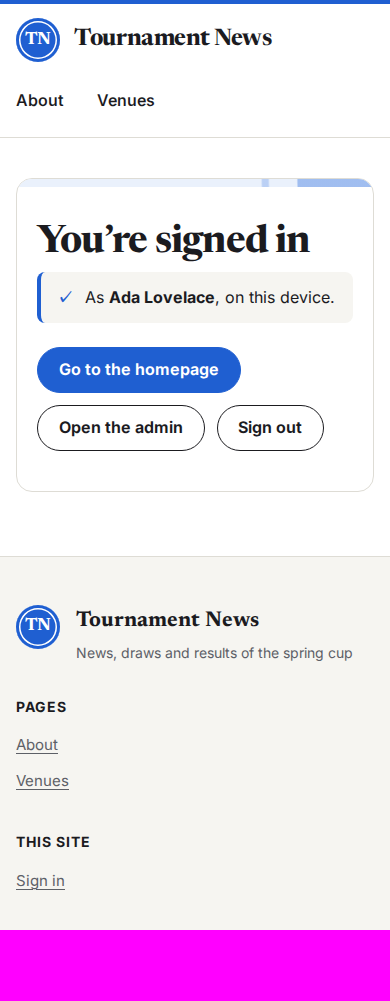 TN
Tournament News
About
Venues
You’re signed in
✓ As Ada Lovelace, on this device.
Go to the homepage
Open the admin
Sign out
TN
Tournament News
News, draws and results of the spring cup
PAGES
About
Venues
THIS SITE
Sign in